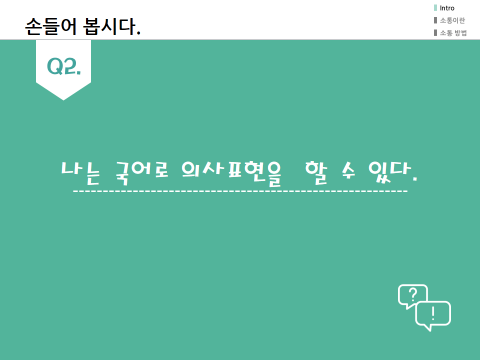 손들어 봅시다.
Intro
소통이란
소통 방법
Q2.
나는 국어로 의사표현을 할 수 있다.
?
!